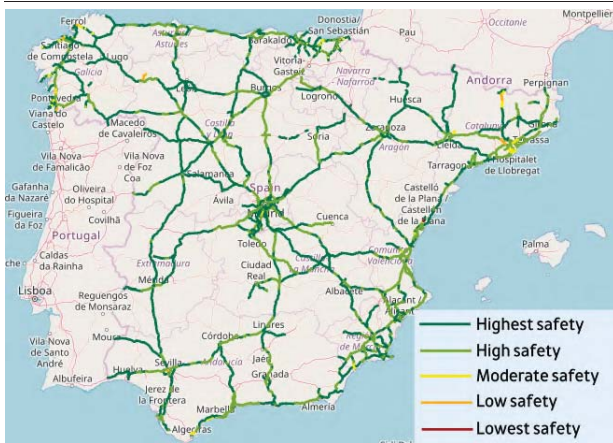 Ferrol
Donostia/
San Sebastián
Montpellier
Occitanie
Asturias
Asturies
Barakaldo
Pau
Santiago
de Compostela
Lugo
Vitoria-
Gasteiz
Galicia
León
Navarra
- Nafarroa
Andorra
Perpignan
Pontevedra
Burgos
Logroño
Huesca
Viana do
Castelo
Macedo
de Cavaleiros
Castilla
y León
Cataluny
Girona
Soria
Zaragoza
Lleida
Terrassa
Vila Nova
de Famalicão
Vila Nova
de Foz
Coa
Aragón
L'Hospitalet
de Llobregat
Salamanca
Tarragona
Gafanha
da Nazaré
Oliveira
do Hospital
Ávila
Spain
Madrid
Castelló
de la Plana
Castellón
de la Plana
Figueira
da Foz
Covilhã
Cuenca
Portugal
Toledo
Palma
Caldas
da Rainha
Extremadura
Ciudad
Real
Castilla-
La Mancha
Comunitat
Valenciana
Lisboa
Mérida
Albacete
Reguengos
de Monsaraz
Alacant /
Alicante
Vila Nova
de Santo
André
Moura
Córdoba
Linares
Región
de Murcia
Sevilla
Andalucía
Jaén
Albufeira
Huelva
Granada
Jerez de
la Frontera
Marbella
Almería
Algeciras
Highest safety
High safety
Moderate safety
Low safety
Lowest safety